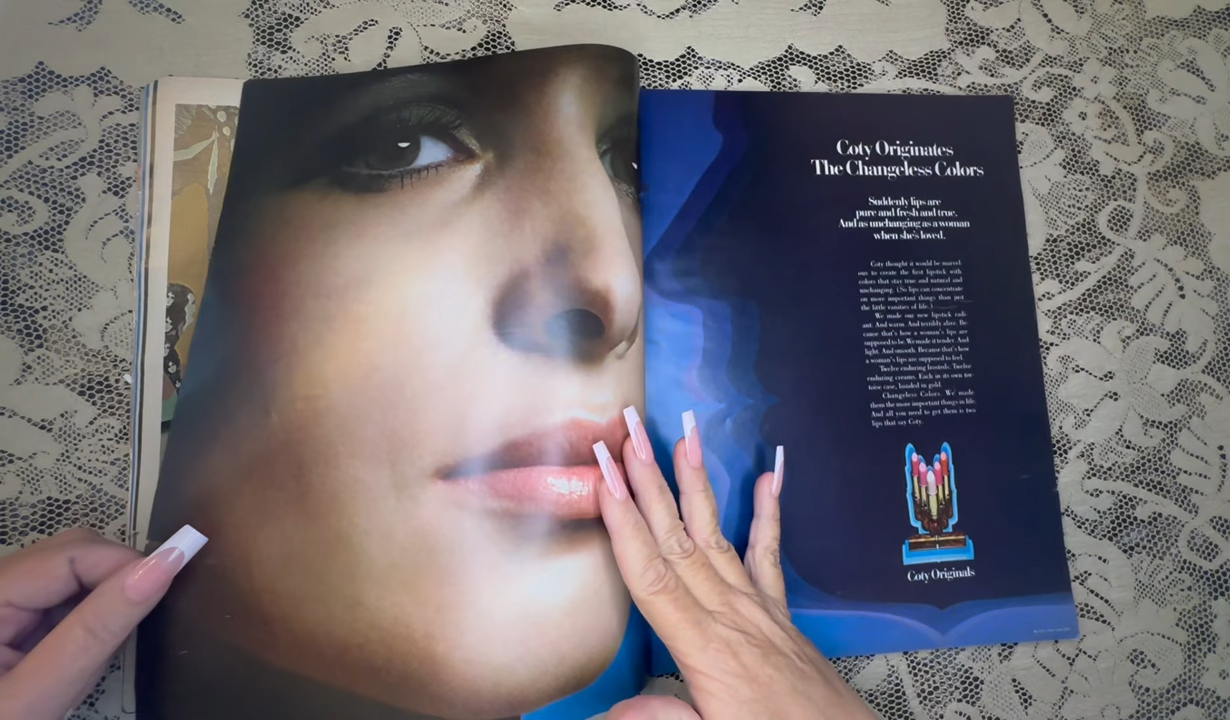 Coty Originates
The Changeless Colors
Suddenly lips are
pure and fresh and true.
And as unchanging as a woman
when she's loved.
Coty thought it would be marvel-
ous to create the first lipstick with
colors that stay true and natural and
unchanging. (So lips can concentrate
on more important things than just
the little vanities of life.)
We made our new lipstick radi-
ant. And warm. And terribly alive. Be-
cause that's how a woman's lips are
supposed to be. We made it tender. And
light. And smooth. Because that's how
a woman's lips are supposed to feel.
Twelve enduring frosteds. Twelve
enduring creams. Each in its own tor-
toise case, banded in gold.
Changeless Colors. We made
them the more important things in life.
And all you need to get them is two
lips that say Coty.
Coty Originals